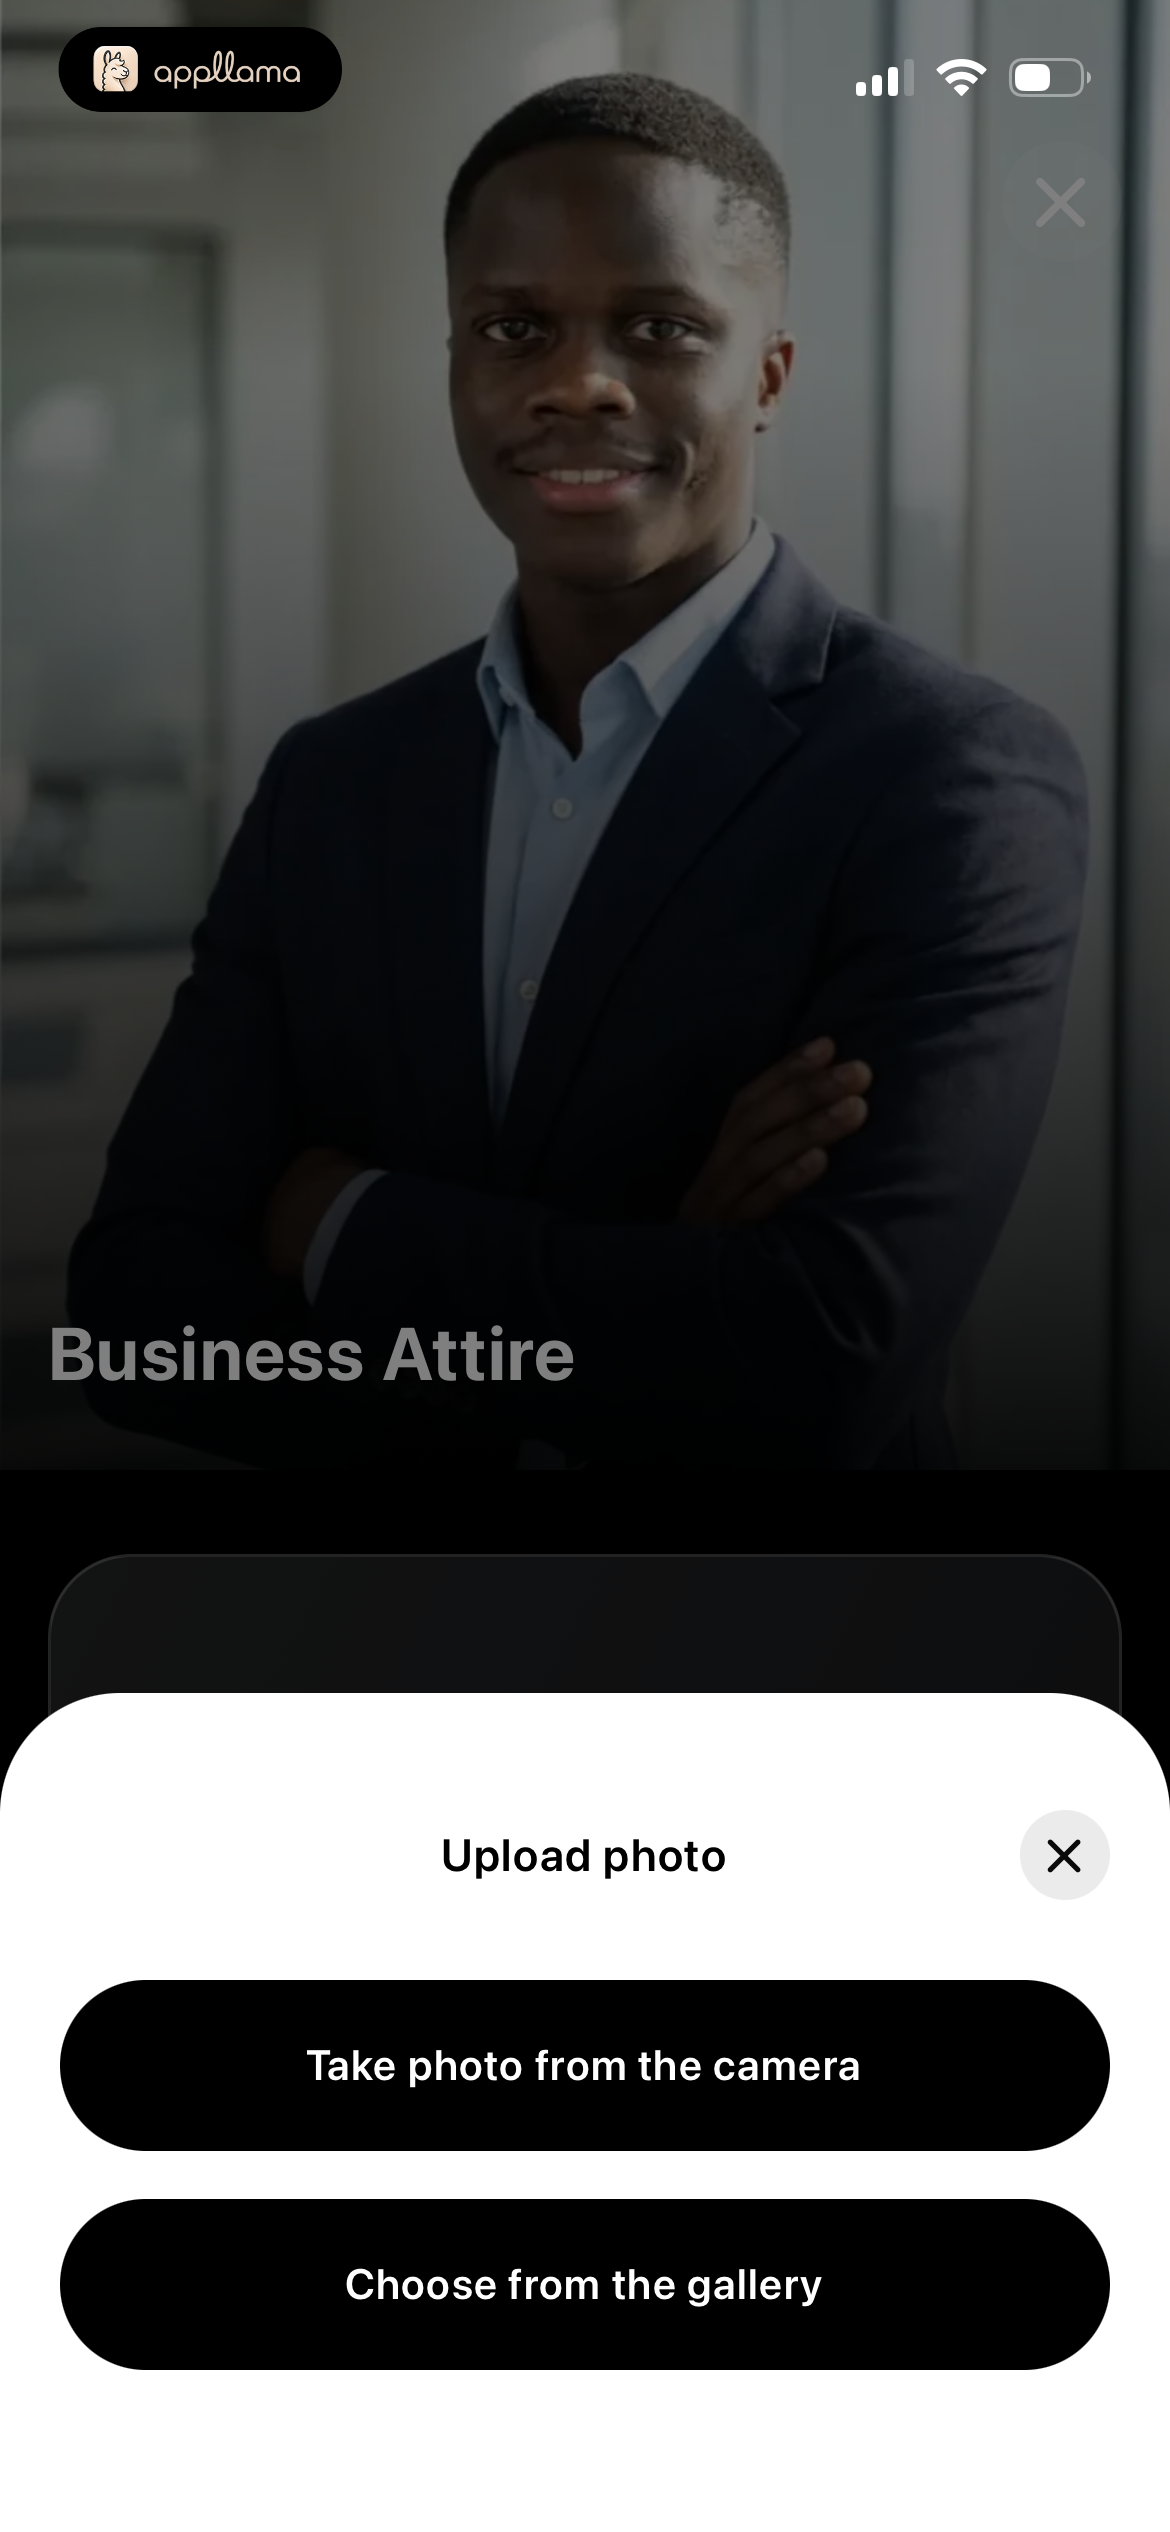 appllama
Business Attire
Upload photo
Take photo from the camera
Choose from the gallery